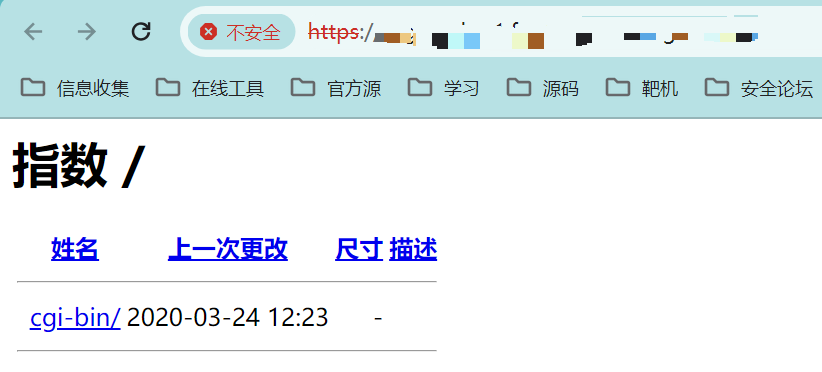 不安全 https:/
信息收集 在线工具 官方源 学习 源码 靶机 安全论坛
指数 /
姓名 上一次更改 尺寸 描述
cgi-bin/ 2020-03-24 12:23 -